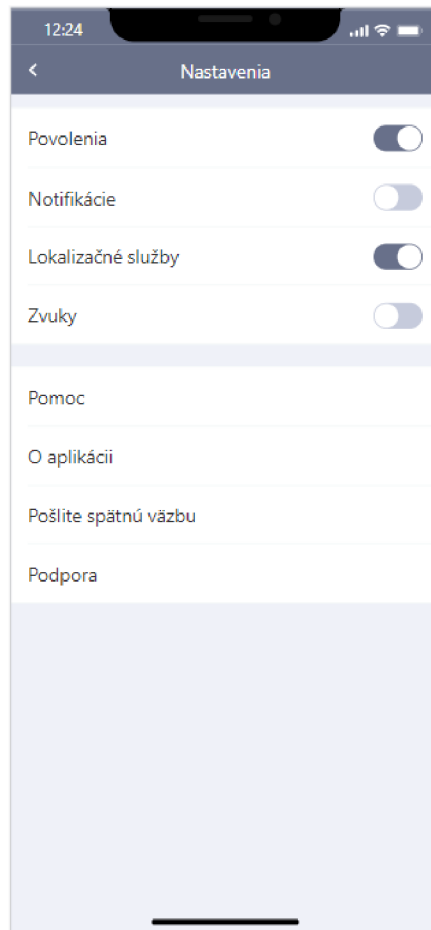 12:24
Nastavenia
Povolenia
Notifikácie
Lokalizačné služby
Zvuky
Pomoc
O aplikácii
Pošlite spätnú väzbu
Podpora